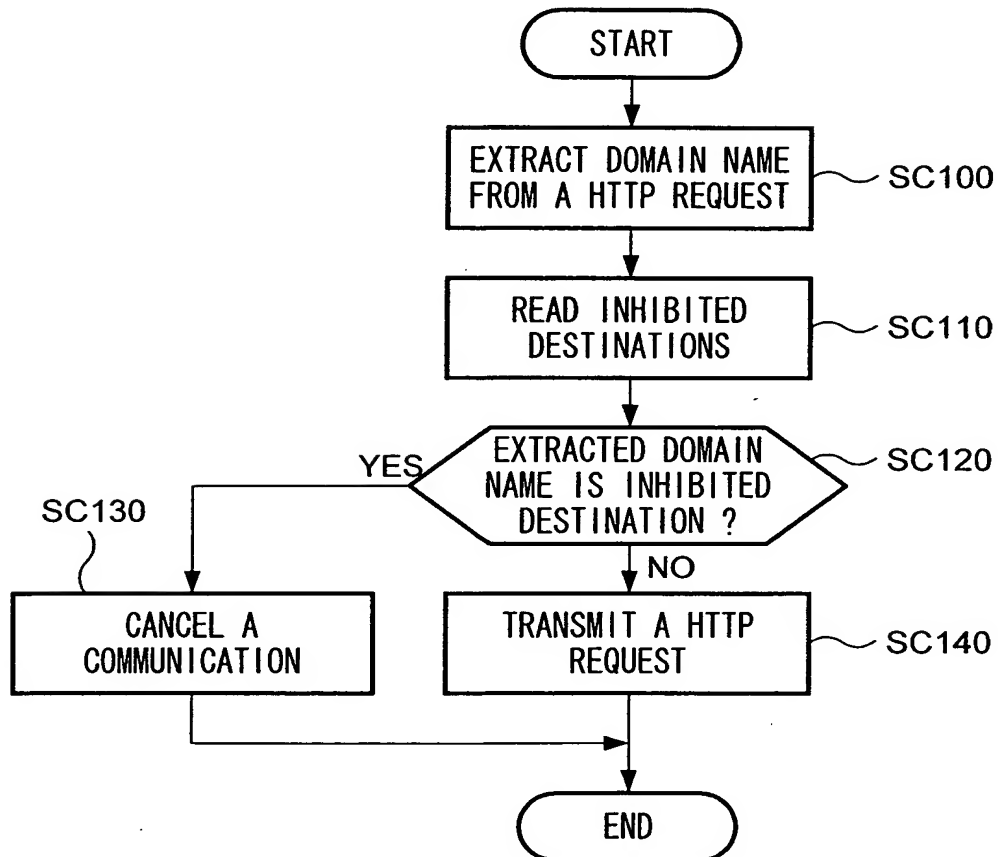 START
EXTRACT DOMAIN NAME
FROM A HTTP REQUEST
SC100
READ INHIBITED
DESTINATIONS
SC110
EXTRACTED DOMAIN
NAME IS INHIBITED
DESTINATION ?
SC120
YES
NO
SC130
CANCEL A
COMMUNICATION
TRANSMIT A HTTP
REQUEST
SC140
END